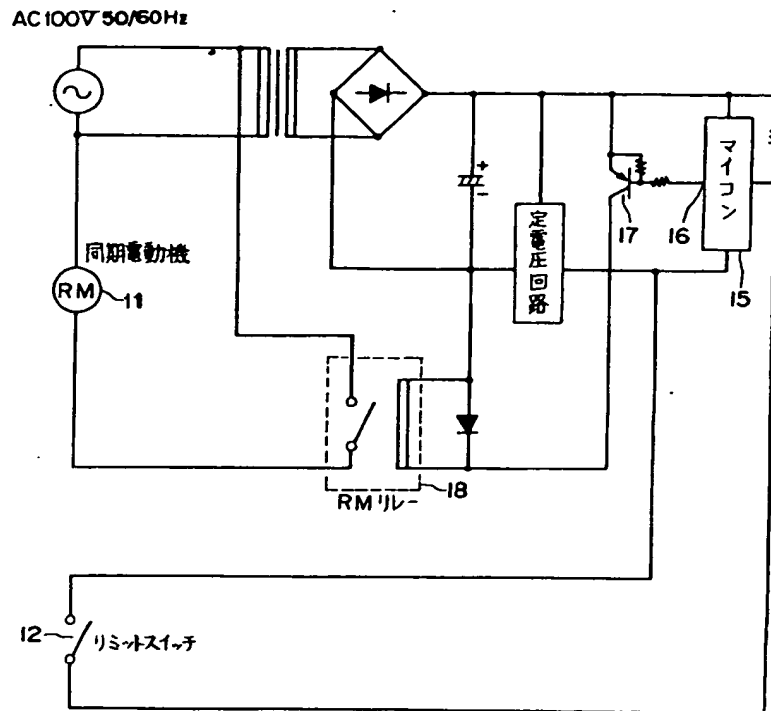 AC100V 50/60Hz
同期電動機
RM
11
定電圧回路
17
16
マイコン
15
18
RMリレー
12
リミットスイッチ